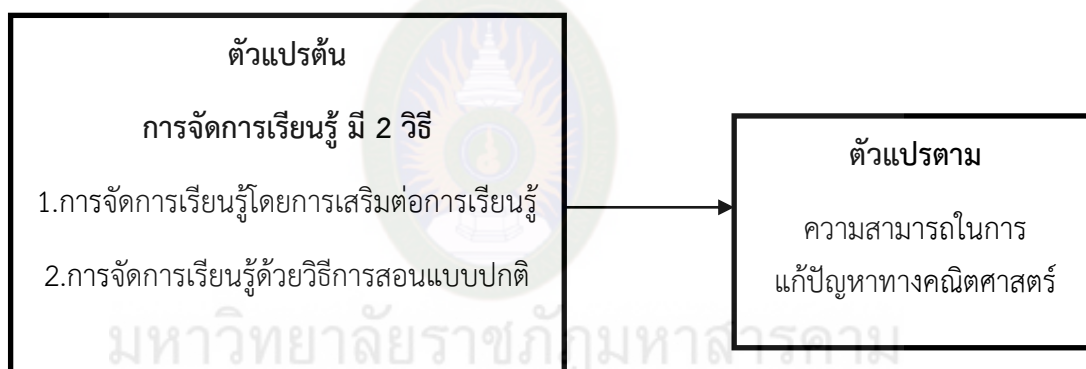 ตัวแปรต้น
การจัดการเรียนรู้ มี 2 วิธี
1.การจัดการเรียนรู้โดยการเสริมต่อการเรียนรู้
2.การจัดการเรียนรู้ด้วยวิธีการสอนแบบปกติ
ตัวแปรตาม
ความสามารถในการ
แก้ปัญหาทางคณิตศาสตร์
มหาวิทยาลัยราชภัฏมหาสารคาม